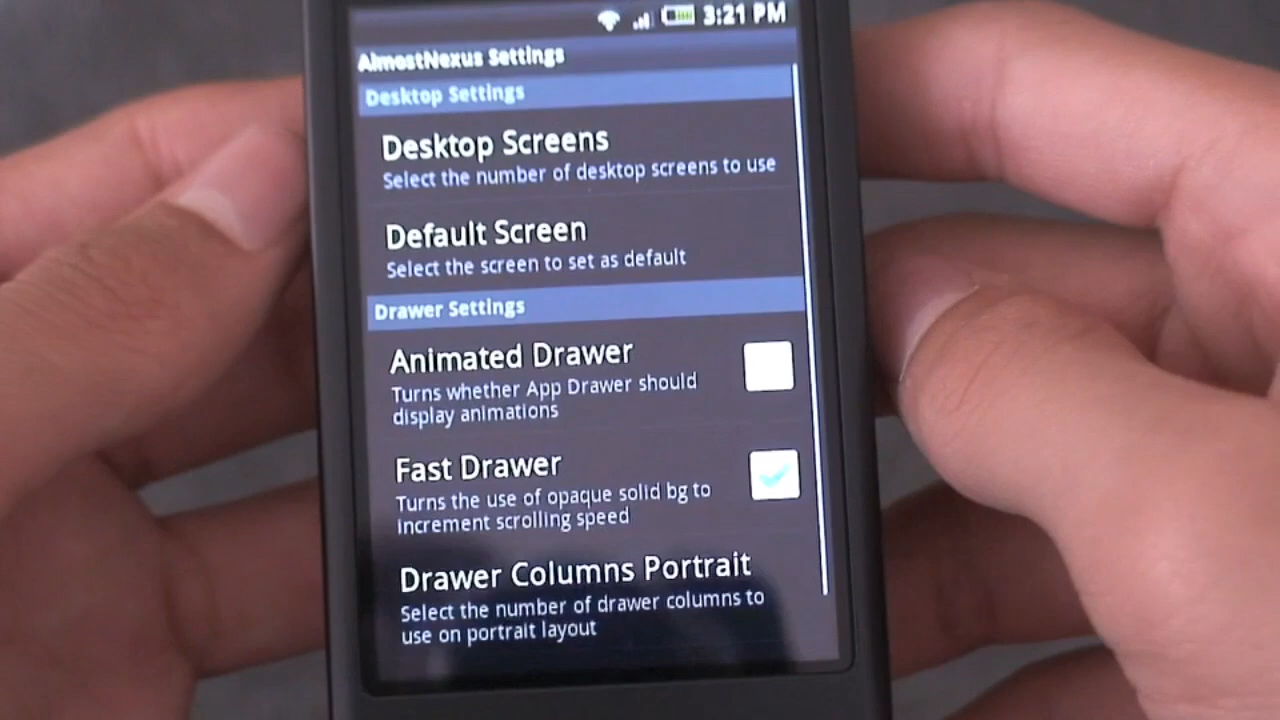 3:21 PM
AlmostNexus Settings
Desktop Settings
Desktop Screens
Select the number of desktop screens to use
Default Screen
Select the screen to set as default
Drawer Settings
Animated Drawer
Turns whether App Drawer should
display animations
Fast Drawer
Turns the use of opaque solid bg to
increment scrolling speed
Drawer Columns Portrait
Select the number of drawer columns to
use on portrait layout